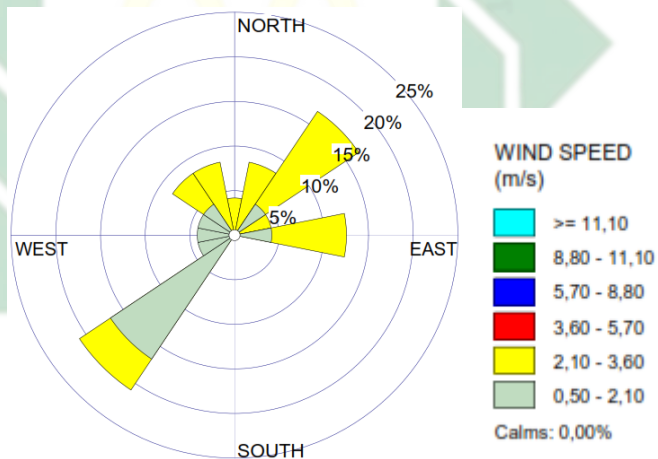 NORTH
25%
20%
15%
10%
5%
WEST
EAST
SOUTH
WIND SPEED
(m/s)
>= 11,10
8,80 - 11,10
5,70 - 8,80
3,60 - 5,70
2,10 - 3,60
0,50 - 2,10
Calms: 0,00%